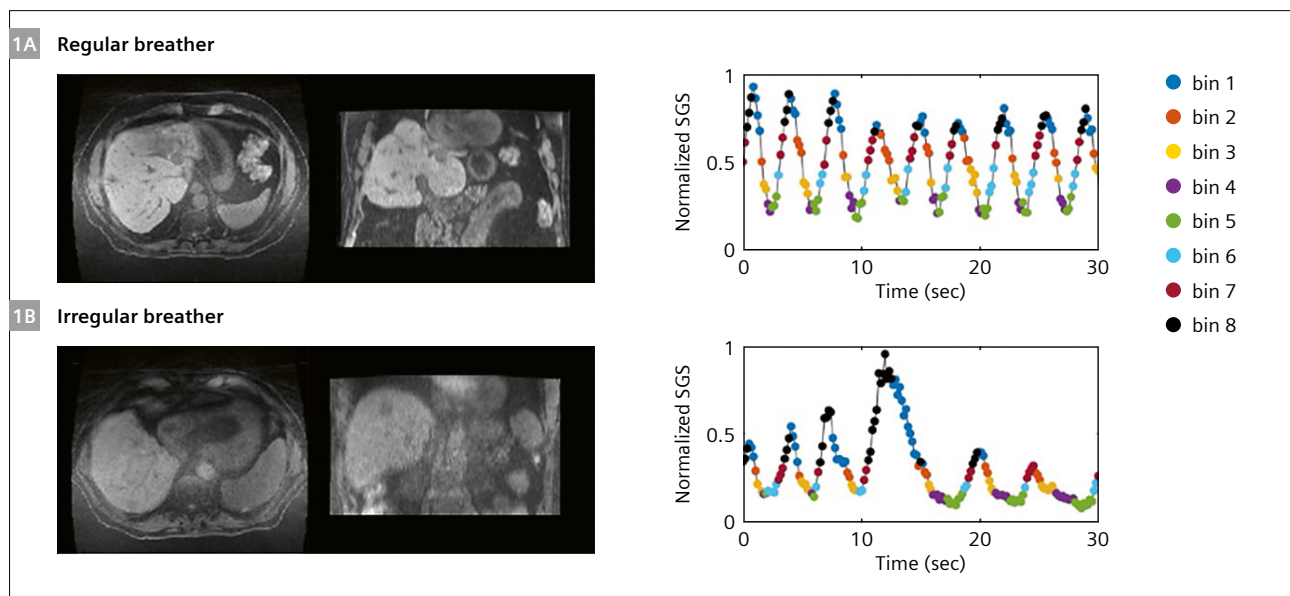 1A Regular breather
Normalized SGS
1
0.5
0
0 10 20 30
Time (sec)
bin 1
bin 2
bin 3
bin 4
bin 5
bin 6
bin 7
bin 8
1B Irregular breather
Normalized SGS
1
0.5
0
0 10 20 30
Time (sec)